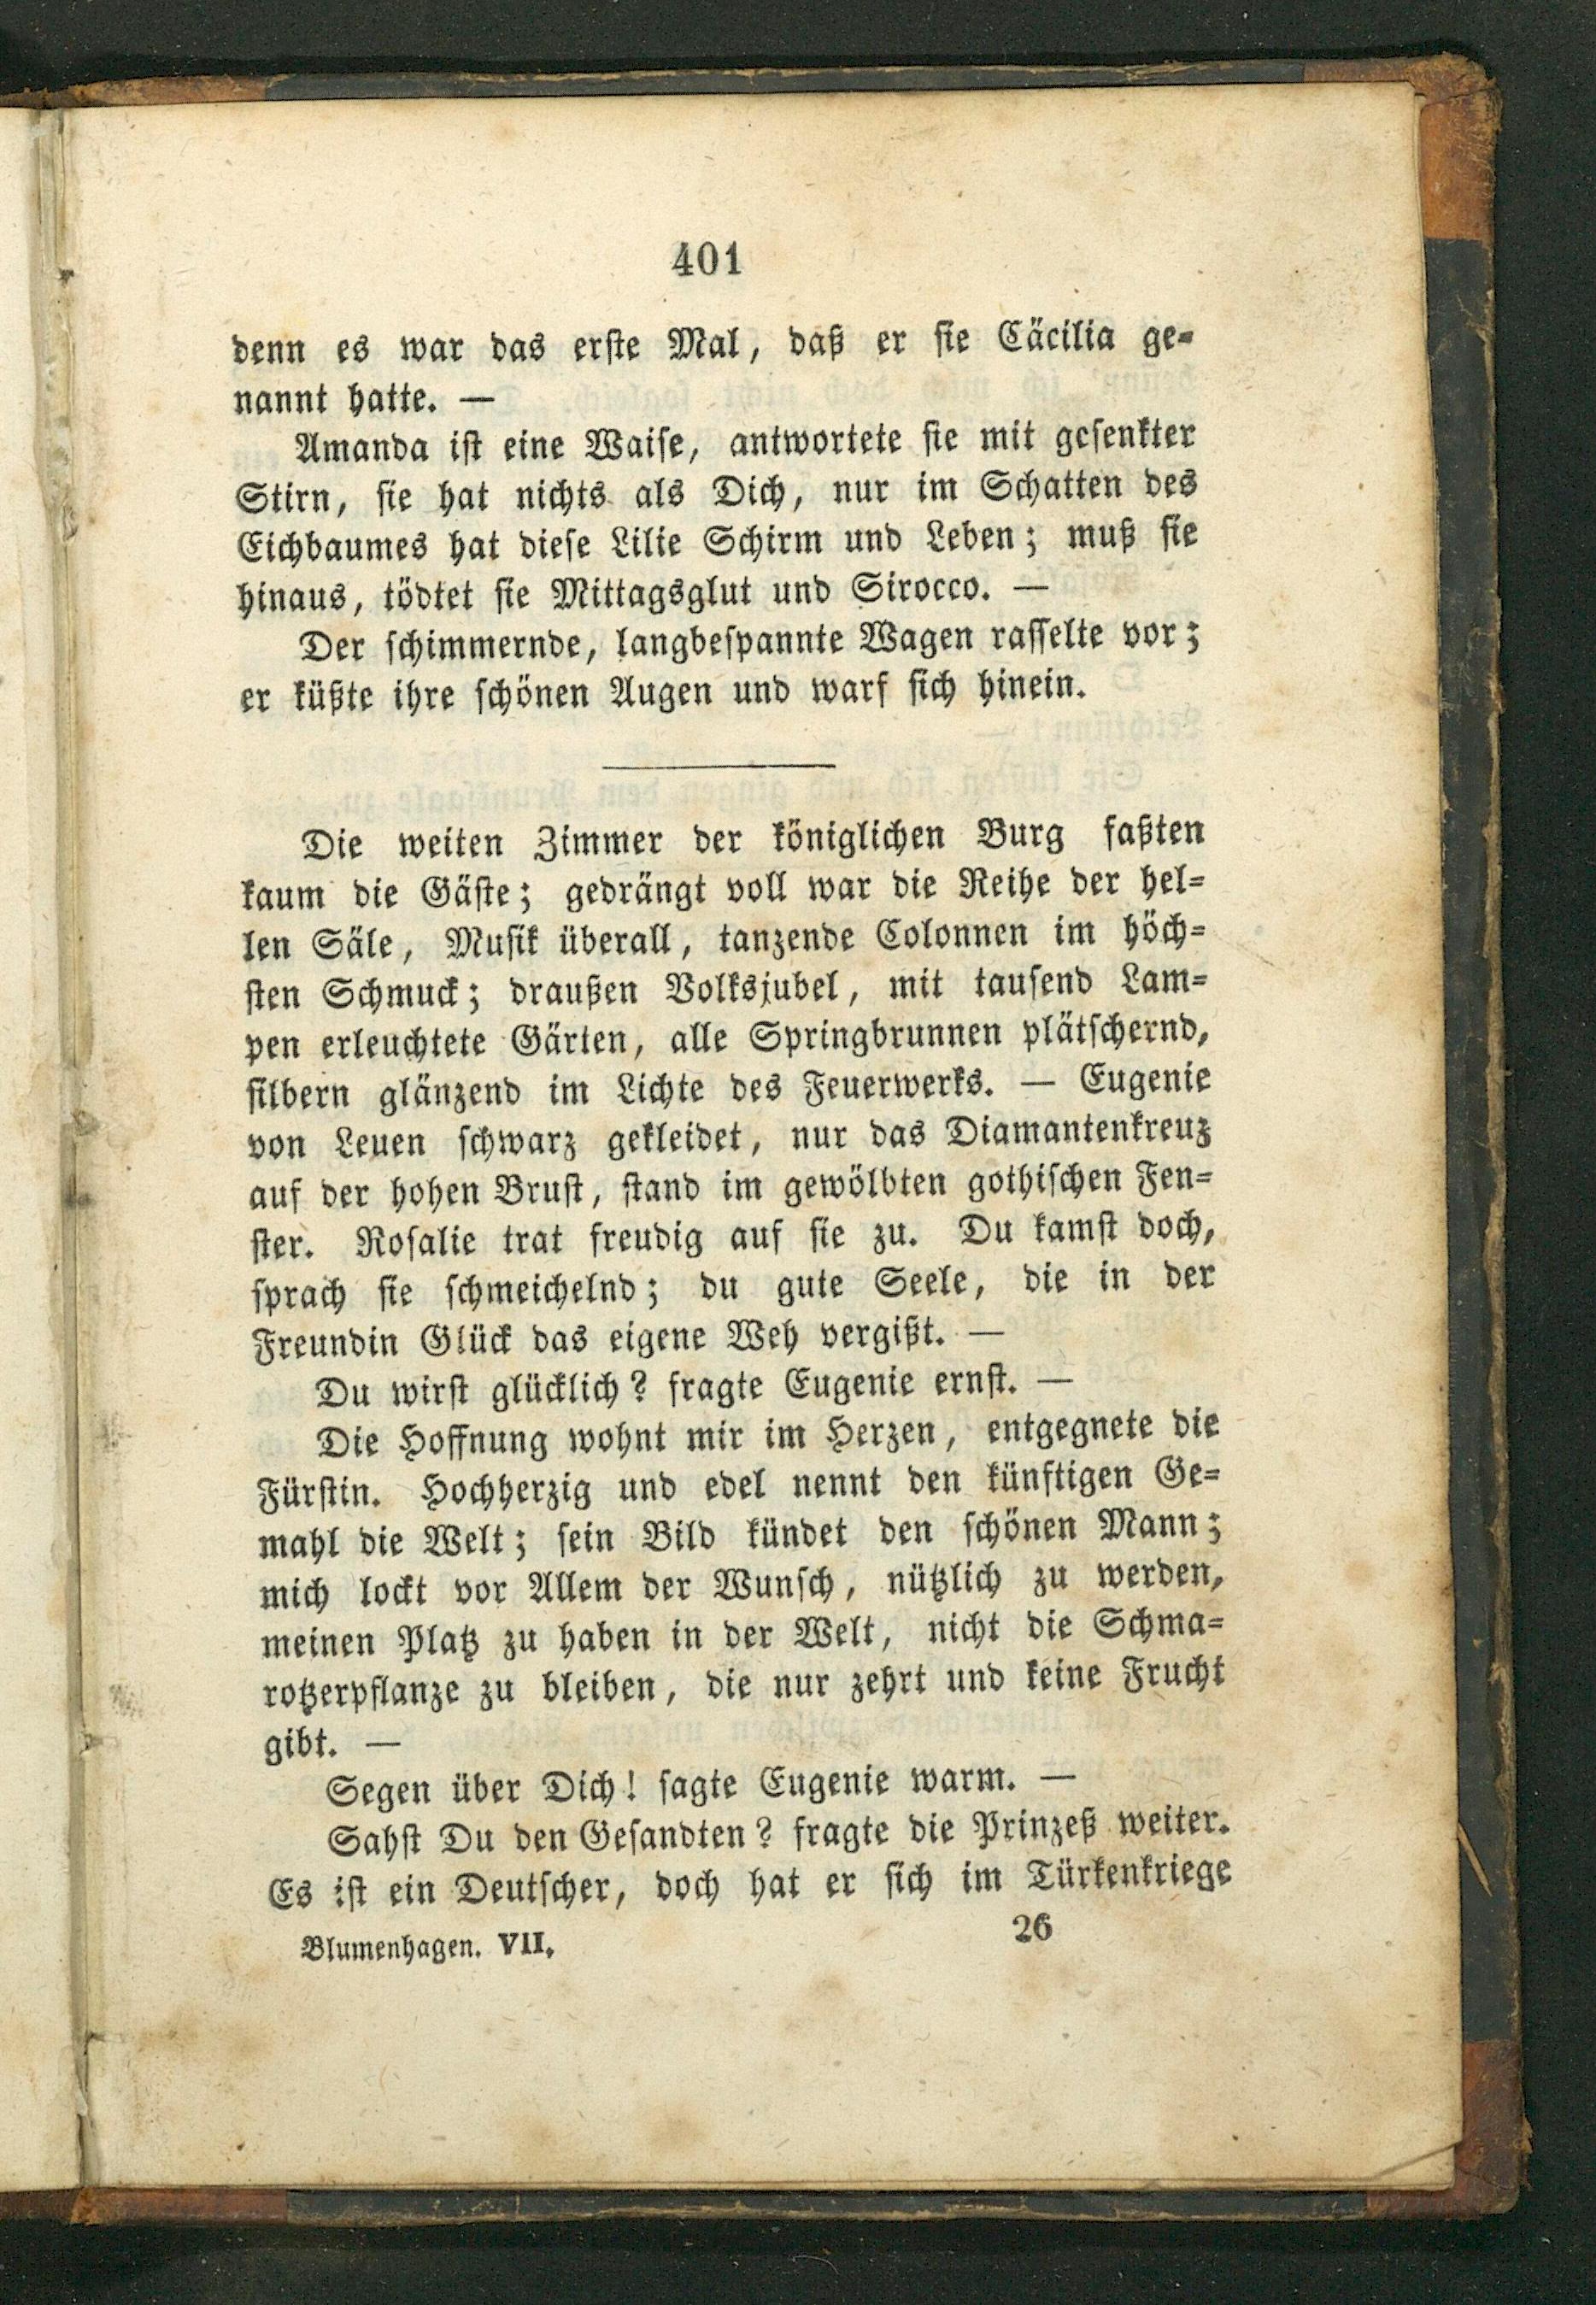 401
denn es war das erste Mal, daß er sie Cäcilia ge-
nannt hatte. —
Amanda ist eine Waise, antwortete sie mit gesenkter
Stirn, sie hat nichts als Dich, nur im Schatten des
Eichbaumes hat diese Lilie Schirm und Leben; muß sie
hinaus, tödtet sie Mittagsglut und Sirocco. —
Der schimmernde, langbespannte Wagen rasselte vor;
er küßte ihre schönen Augen und warf sich hinein.
Die weiten Zimmer der königlichen Burg faßten
kaum die Gäste; gedrängt voll war die Reihe der hel-
len Säle, Musik überall, tanzende Colonnen im höch-
sten Schmuck; draußen Volksjubel, mit tausend Lam-
pen erleuchtete Gärten, alle Springbrunnen plätschernd,
silbern glänzend im Lichte des Feuerwerks. — Eugenie
von Leuen schwarz gekleidet, nur das Diamantenkreuz
auf der hohen Brust, stand im gewölbten gothischen Fen-
ster. Rosalie trat freudig auf sie zu. Du kamst doch,
sprach sie schmeichelnd; du gute Seele, die in der
Freundin Glück das eigene Weh vergißt. —
Du wirst glücklich? fragte Eugenie ernst. —
Die Hoffnung wohnt mir im Herzen, entgegnete die
Fürstin. Hochherzig und edel nennt den künftigen Ge-
mahl die Welt; sein Bild kündet den schönen Mann;
mich lockt vor Allem der Wunsch, nützlich zu werden,
meinen Platz zu haben in der Welt, nicht die Schma-
rotzerpflanze zu bleiben, die nur zehrt und keine Frucht
gibt. —
Segen über Dich! sagte Eugenie warm. —
Sahst Du den Gesandten? fragte die Prinzeß weiter.
Es ist ein Deutscher, doch hat er sich im Türkenkriege
Blumenhagen. VII. 26